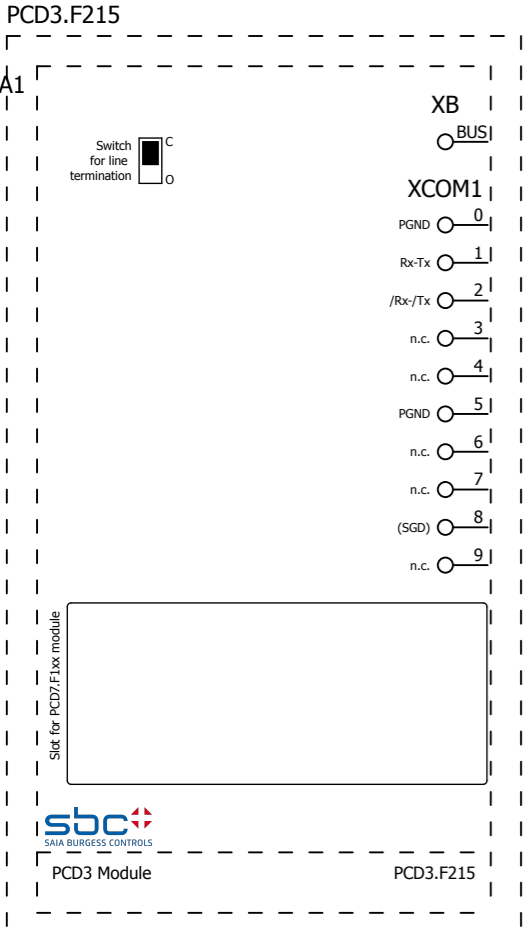 PCD3.F215
A1
XB
BUS
Switch
for line
termination
C
O
XCOM1
PGND 0
Rx-Tx 1
/Rx-/Tx 2
n.c. 3
n.c. 4
PGND 5
n.c. 6
n.c. 7
(SGD) 8
n.c. 9
Slot for PCD7.F1xx module
sbc
SAIA BURGESS CONTROLS
PCD3 Module PCD3.F215